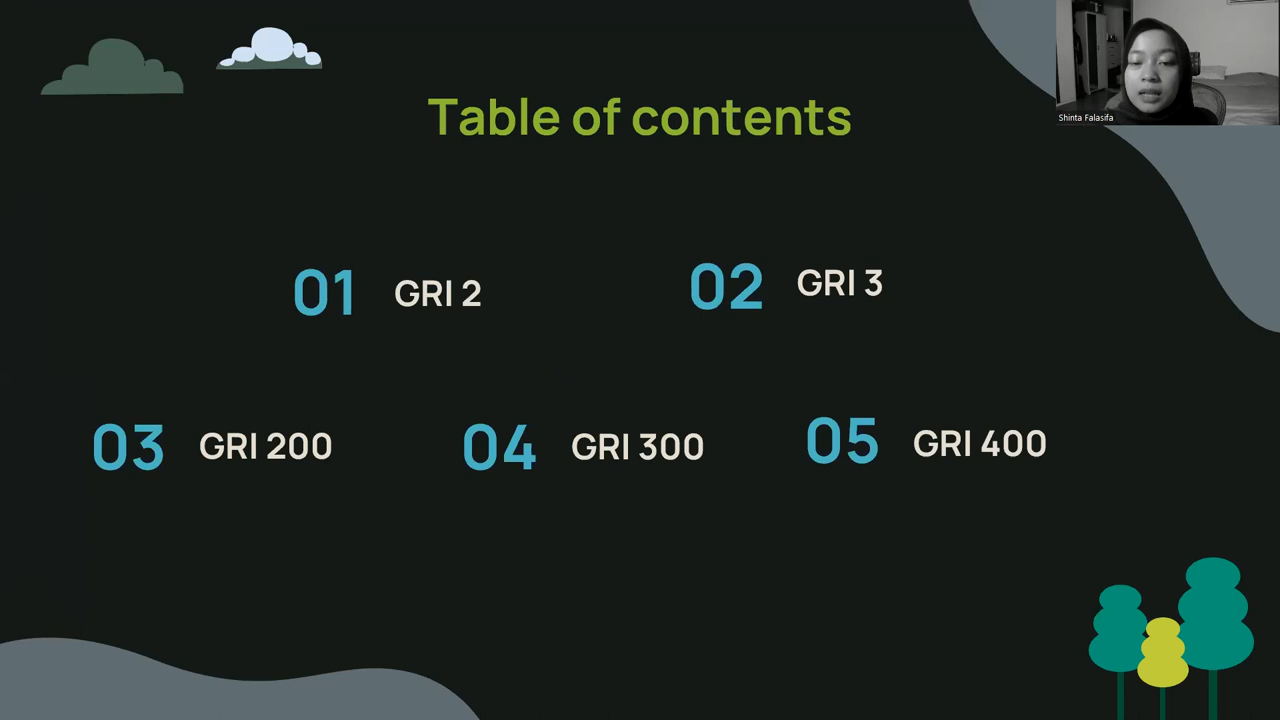 Table of contents
Shinta Falasifa
01 GRI 2
02 GRI 3
03 GRI 200
04 GRI 300
05 GRI 400